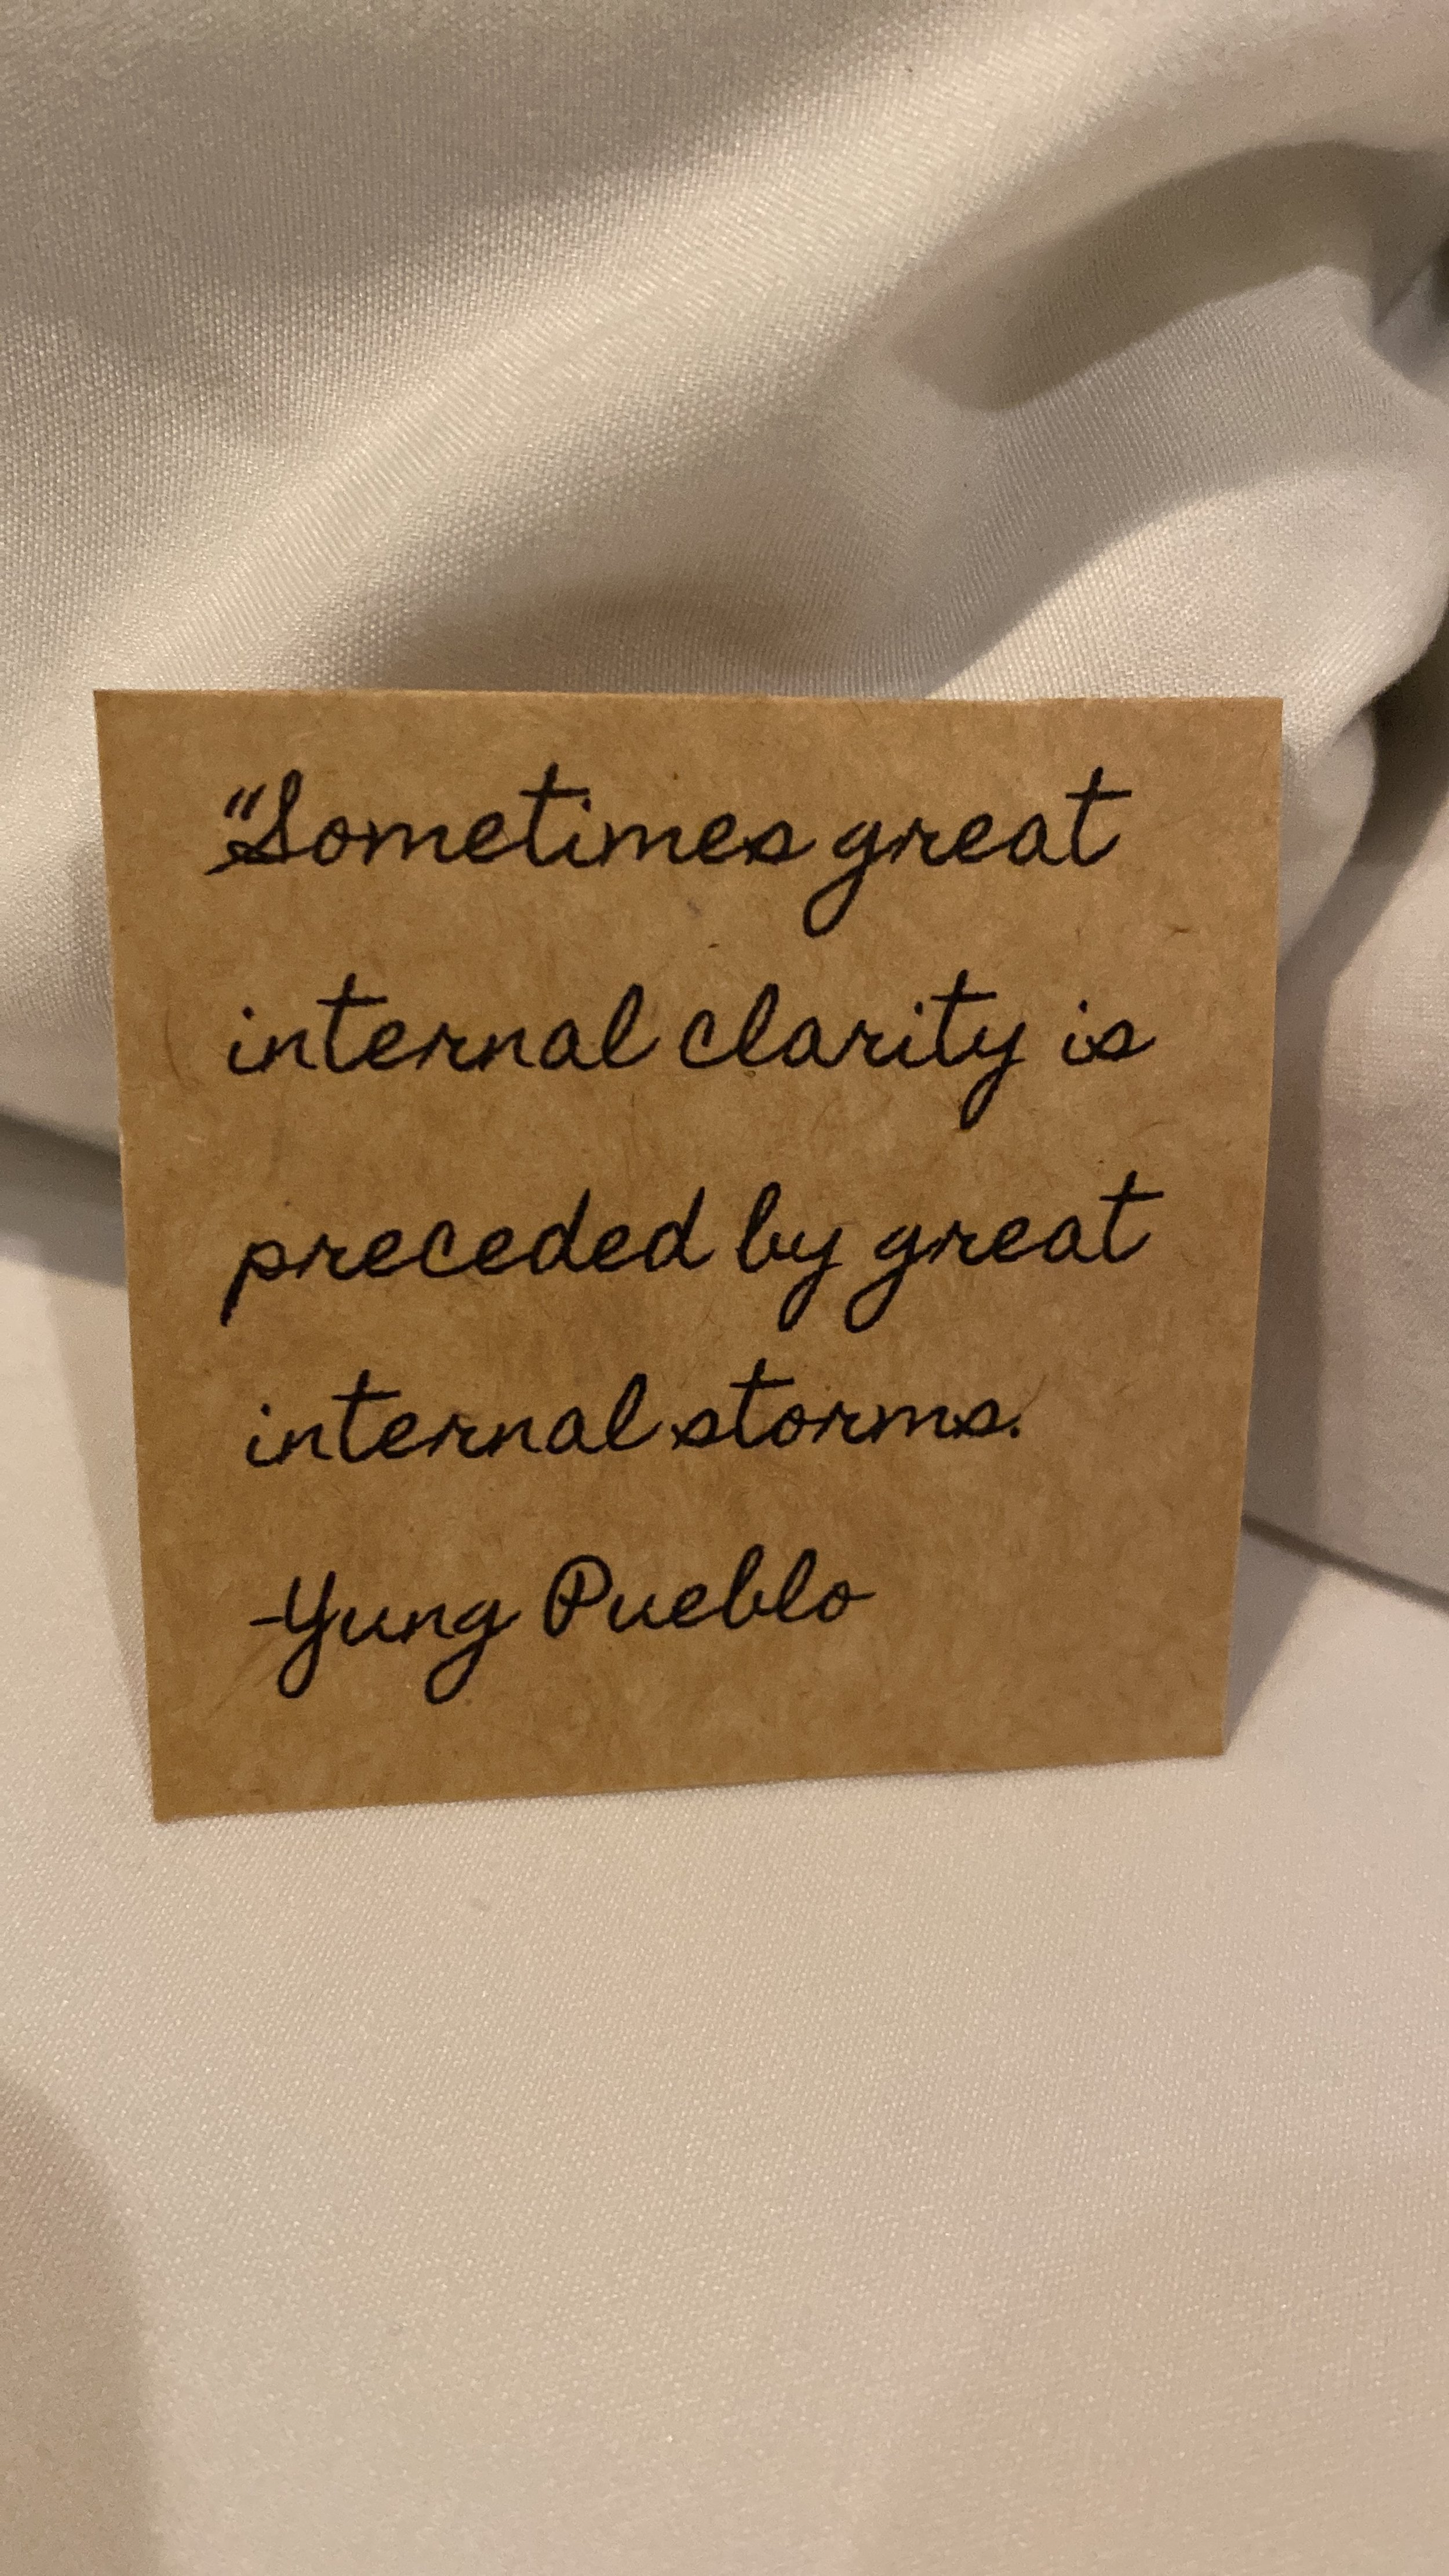 "Sometimes great
internal clarity is
preceded by great
internal storms.
-Yung Pueblo